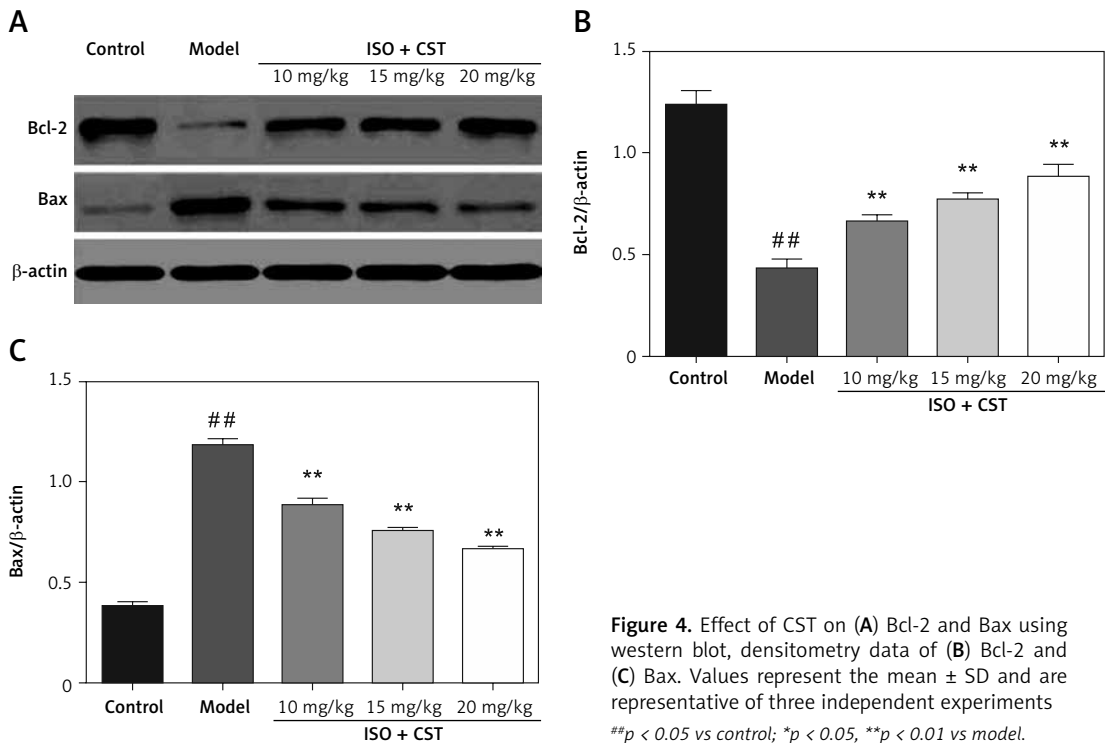 A
Control Model ISO + CST
10 mg/kg 15 mg/kg 20 mg/kg
Bcl-2
Bax
β-actin
B
Bcl-2/β-actin
1.5
1.0
0.5
0
##
**
**
**
Control Model 10 mg/kg 15 mg/kg 20 mg/kg
ISO + CST
C
Bax/β-actin
1.5
1.0
0.5
0
##
**
**
**
Control Model 10 mg/kg 15 mg/kg 20 mg/kg
ISO + CST
Figure 4. Effect of CST on (A) Bcl-2 and Bax using
western blot, densitometry data of (B) Bcl-2 and
(C) Bax. Values represent the mean ± SD and are
representative of three independent experiments
##p < 0.05 vs control; *p < 0.05, **p < 0.01 vs model.